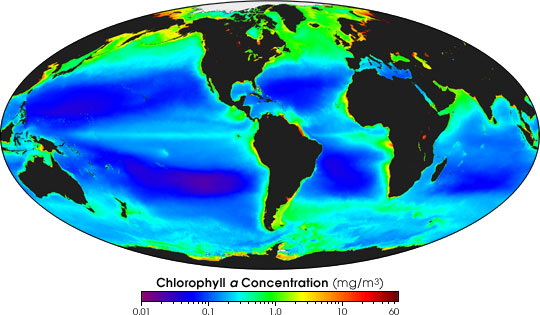 Chlorophyll a Concentration (mg/m³)
0.01 0.1 1.0 10 60